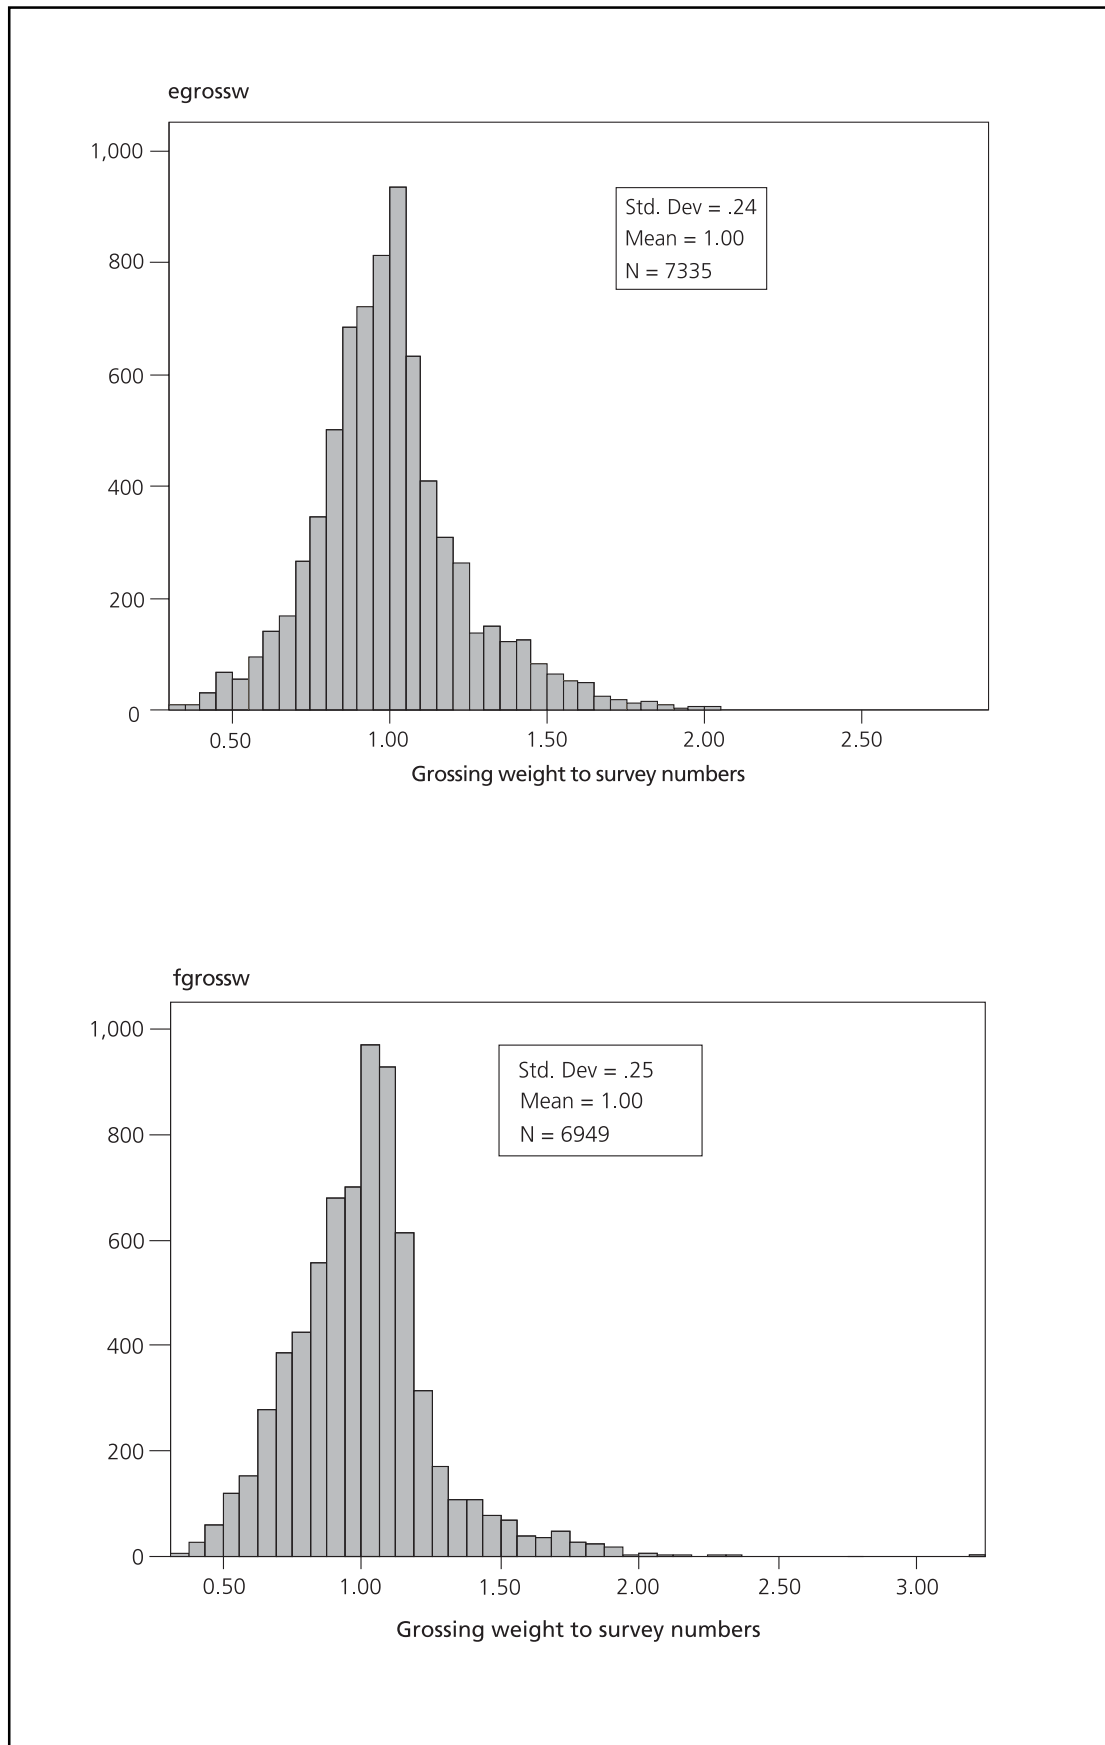 egrossw
1,000
800
600
400
200
0
Std. Dev = .24
Mean = 1.00
N = 7335
0.50 1.00 1.50 2.00 2.50
Grossing weight to survey numbers
fgrossw
1,000
800
600
400
200
0
Std. Dev = .25
Mean = 1.00
N = 6949
0.50 1.00 1.50 2.00 2.50 3.00
Grossing weight to survey numbers